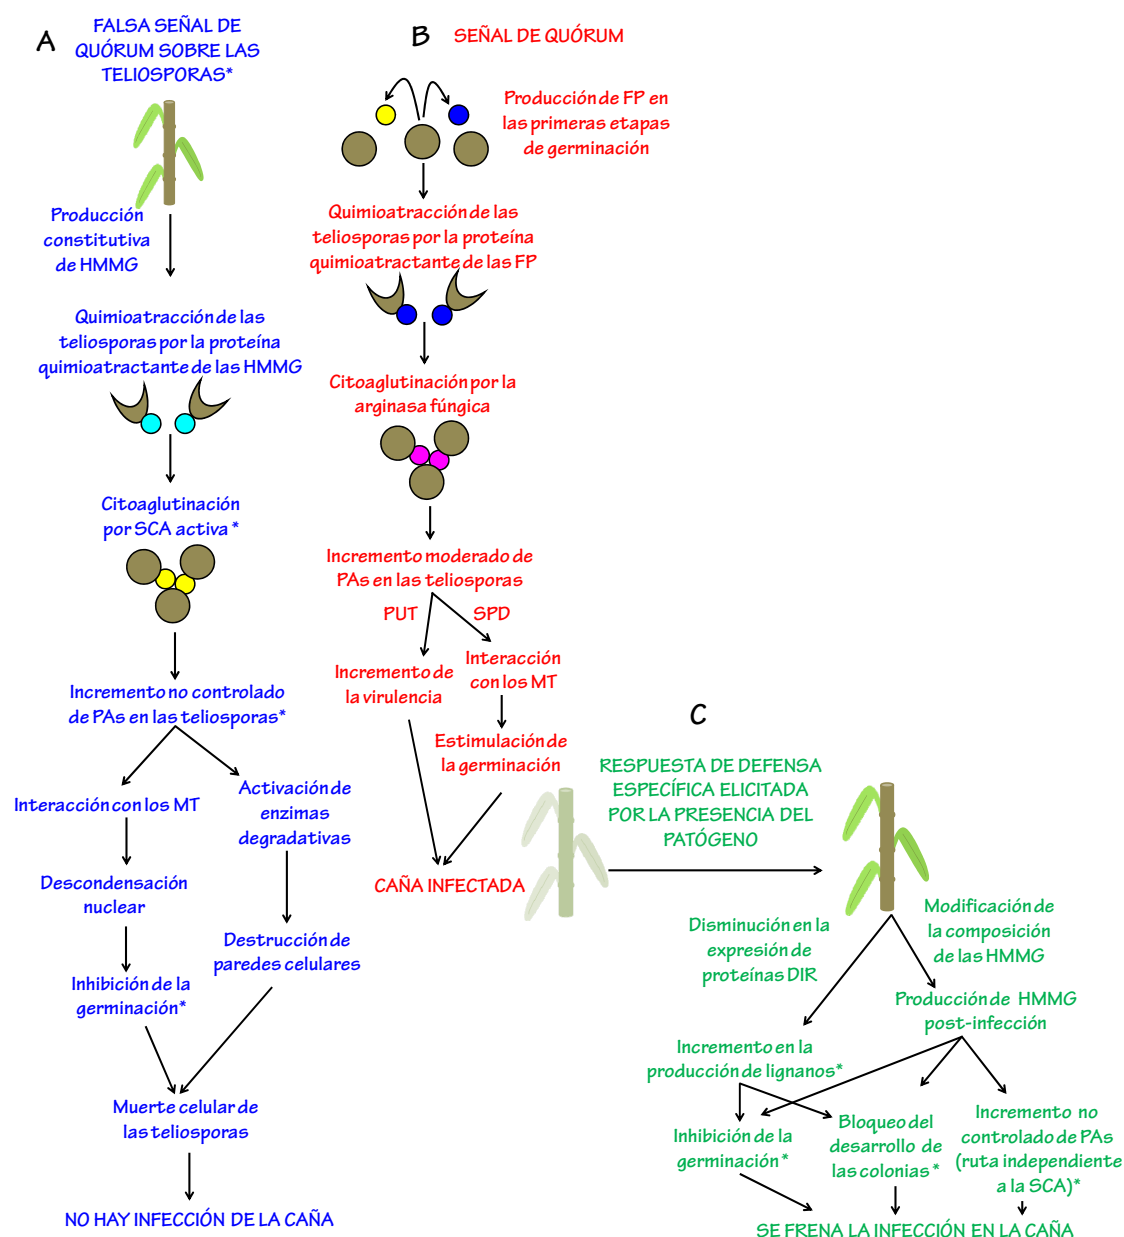 A
FALSA SEÑAL DE
QUÓRUM SOBRE LAS
TELIOSPORAS*
Producción
constitutiva
de HMMG
Quimioatracción de las
teliosporas por la proteína
quimioatractante de las HMMG
Citoaglutinación
por SCA activa *
Incremento no controlado
de PAs en las teliosporas*
Interacción con los MT
Activación de
enzimas
degradativas
Descondensación
nuclear
Destrucción de
paredes celulares
Inhibición de la
germinación*
Muerte celular de
las teliosporas
NO HAY INFECCIÓN DE LA CAÑA
B
SEÑAL DE QUÓRUM
Producción de FP en
las primeras etapas
de germinación
Quimioatracción de las
teliosporas por la proteína
quimioatractante de las FP
Citoaglutinación por la
arginasa fúngica
Incremento moderado de
PAs en las teliosporas
PUT
SPD
Incremento de
la virulencia
Interacción
con los MT
Estimulación de
la germinación
CAÑA INFECTADA
C
RESPUESTA DE DEFENSA
ESPECÍFICA ELICITADA
POR LA PRESENCIA DEL
PATÓGENO
Disminución en la
expresión de
proteínas DIR
Modificación de
la composición
de las HMMG
Producción de HMMG
post-infección
Incremento en la
producción de lignanos*
Inhibición de la
germinación *
Bloqueo del
desarrollo de
las colonias *
Incremento no
controlado de PAs
(ruta independiente
a la SCA)*
SE FRENA LA INFECCIÓN EN LA CAÑA